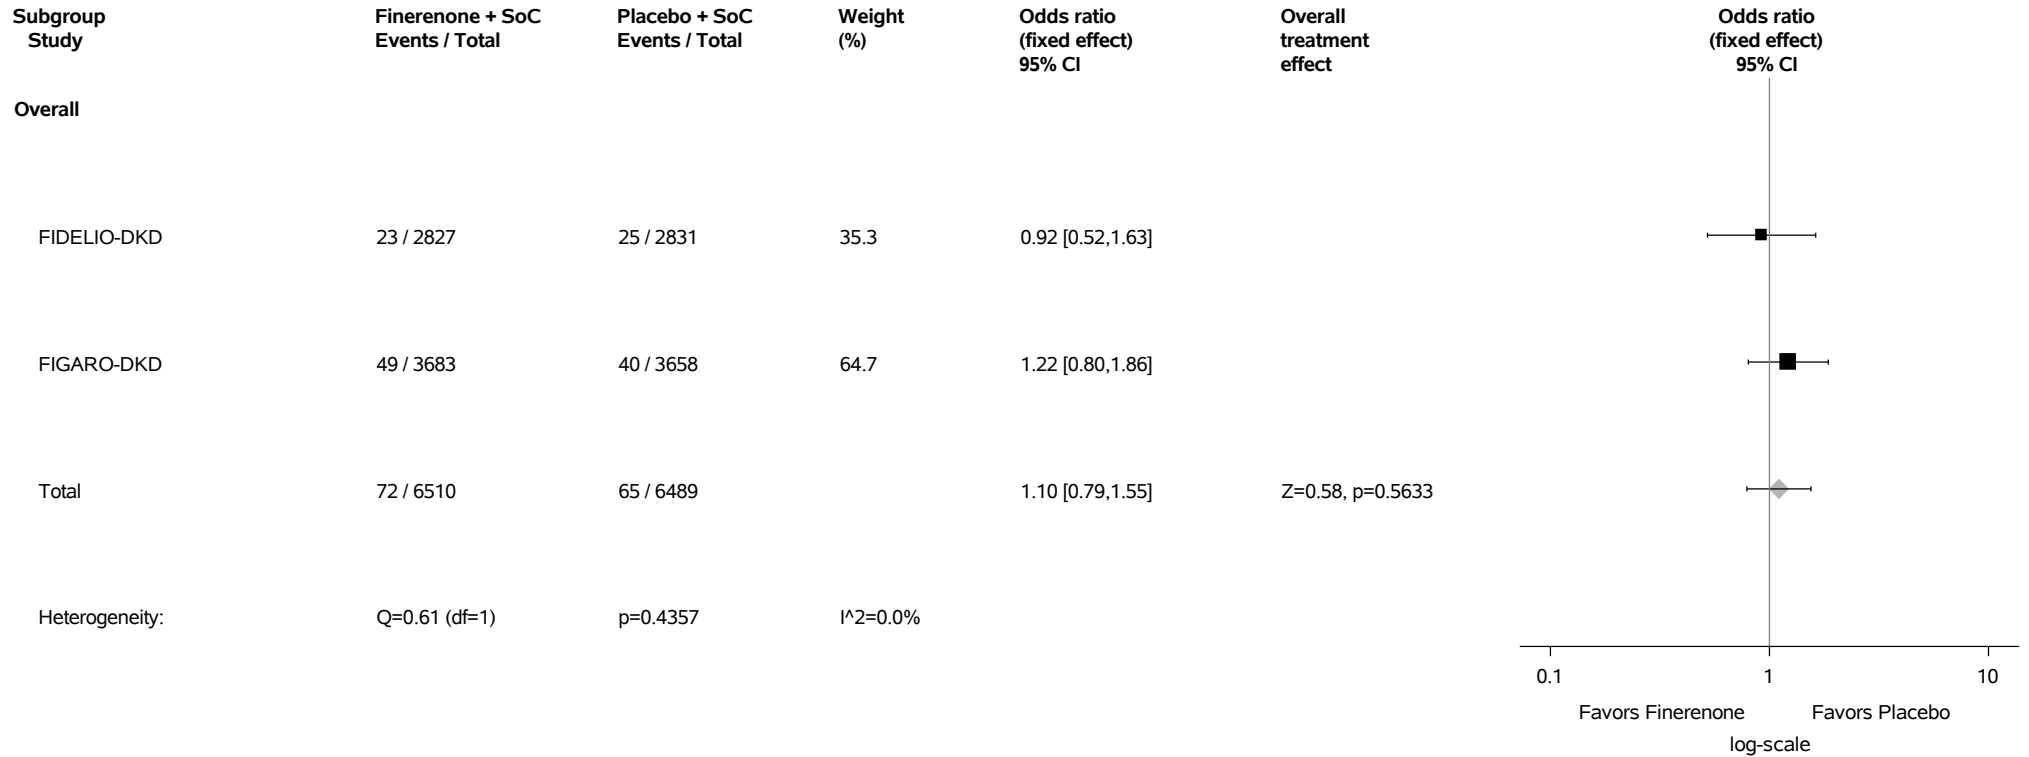 Subgroup Finerenone + SoC Placebo + SoC Weight Odds ratio Overall Odds ratio
Study Events / Total Events / Total (%) (fixed effect) treatment (fixed effect)
95% CI effect 95% CI
Overall
FIDELIO-DKD 23 / 2827 25 / 2831 35.3 0.92 [0.52,1.63]
FIGARO-DKD 49 / 3683 40 / 3658 64.7 1.22 [0.80,1.86]
Total 72 / 6510 65 / 6489 1.10 [0.79,1.55] Z=0.58, p=0.5633
Heterogeneity: Q=0.61 (df=1) p=0.4357 I^2=0.0%
0.1 1 10
Favors Finerenone Favors Placebo
log-scale